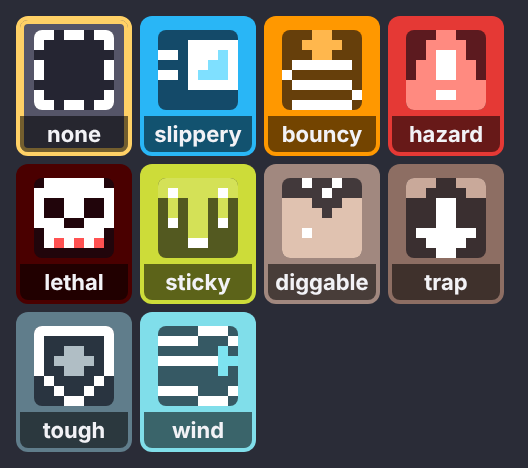 none slippery bouncy hazard
lethal sticky diggable trap
tough wind